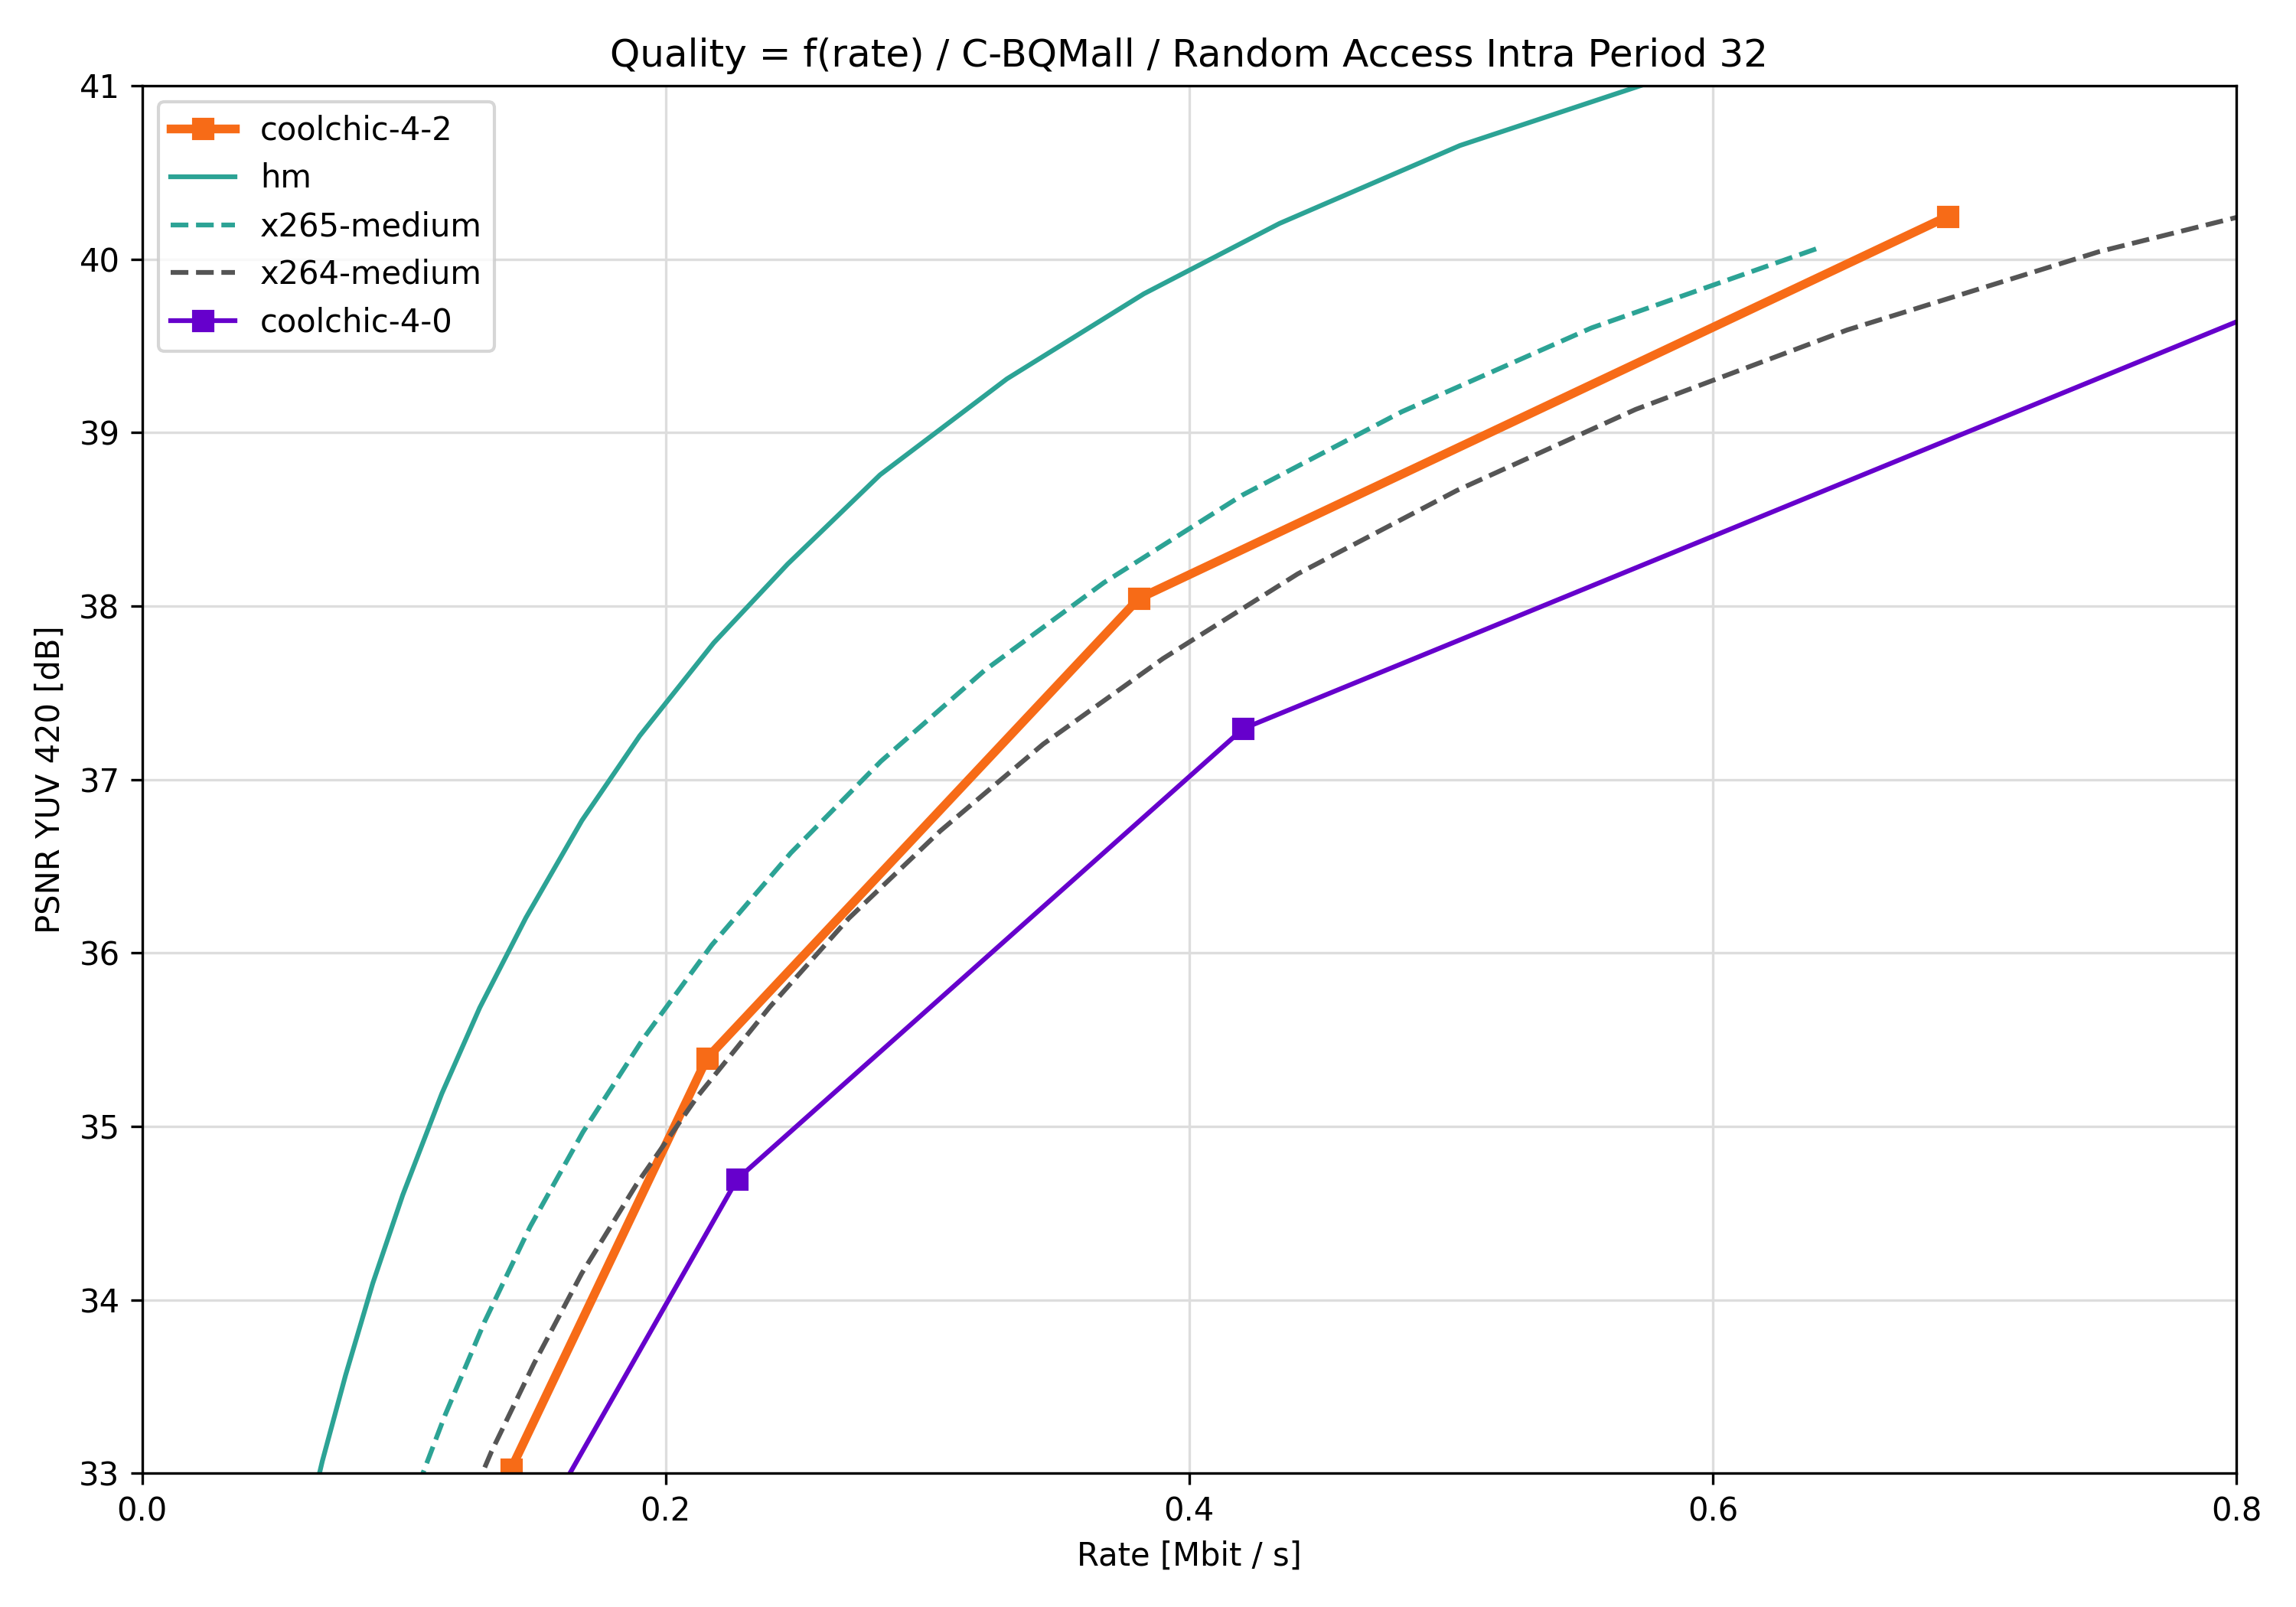 Quality = f(rate) / C-BQMall / Random Access Intra Period 32
41
40
39
38
37
36
35
34
33
PSNR YUV 420 [dB]
coolchic-4-2
hm
x265-medium
x264-medium
coolchic-4-0
0.0 0.2 0.4 0.6 0.8
Rate [Mbit / s]